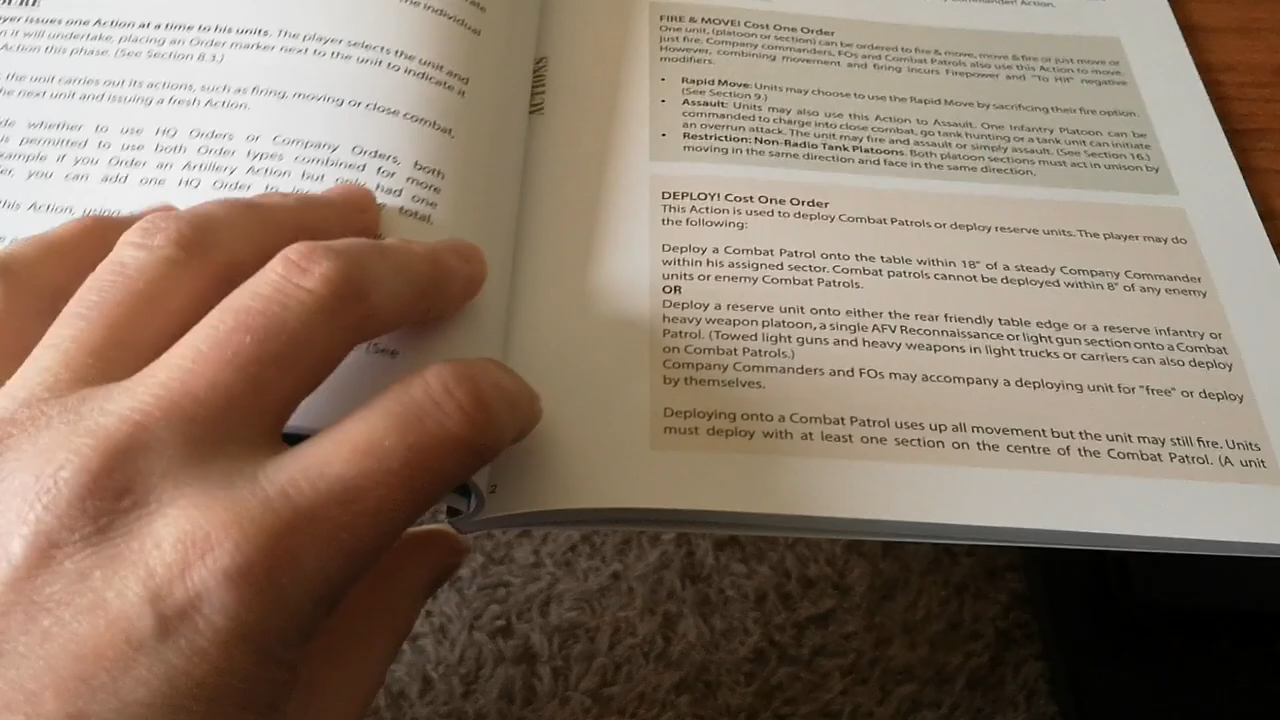 yer issues one Action at a time to his units. The player selects the unit and
it will undertake, placing an Order marker next to the unit to indicate it
Action this phase. (See Section 8.3.)
the unit carries out its actions, such as firing, moving or close combat,
he next unit and issuing a fresh Action.
de whether to use HQ Orders or Company Orders, both
is permitted to use both Order types combined for more
xample if you Order an Artillery Action but only had one
er, you can add one HQ Order to
total,
this Action, using
(See
the individual
2
ACTIONS
FIRE & MOVE! Cost One Order
One unit, (platoon or section) can be ordered to fire & move, move & fire or just move or
just fire. Company commanders, FOs and Combat Patrols also use this Action to move.
However, combining movement and firing incurs Firepower and "To Hit" negative
modifiers.
• Rapid Move: Units may choose to use the Rapid Move by sacrificing their fire option.
(See Section 9.)
• Assault: Units may also use this Action to Assault. One Infantry Platoon can be
commanded to charge into close combat, go tank hunting or a tank unit can initiate
an overrun attack. The unit may fire and assault or simply assault. (See Section 16.)
• Restriction: Non-Radio Tank Platoons. Both platoon sections must act in unison by
moving in the same direction and face in the same direction.
DEPLOY! Cost One Order
This Action is used to deploy Combat Patrols or deploy reserve units. The player may do
the following:
Deploy a Combat Patrol onto the table within 18" of a steady Company Commander
within his assigned sector. Combat patrols cannot be deployed within 8" of any enemy
units or enemy Combat Patrols.
OR
Deploy a reserve unit onto either the rear friendly table edge or a reserve infantry or
heavy weapon platoon, a single AFV Reconnaissance or light gun section onto a Combat
Patrol. (Towed light guns and heavy weapons in light trucks or carriers can also deploy
on Combat Patrols.)
Company Commanders and FOs may accompany a deploying unit for "free" or deploy
by themselves.
Deploying onto a Combat Patrol uses up all movement but the unit may still fire. Units
must deploy with at least one section on the centre of the Combat Patrol. (A unit